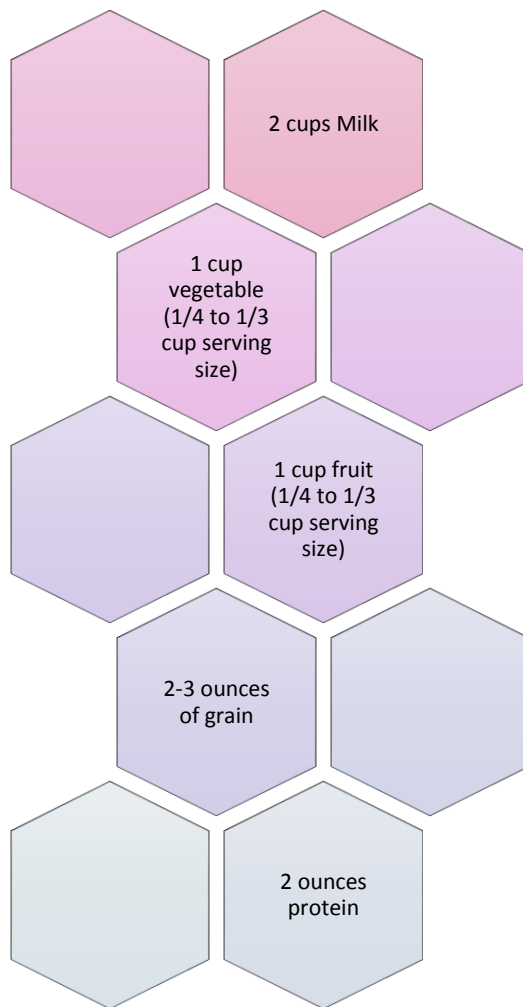 2 cups Milk
1 cup
vegetable
(1/4 to 1/3
cup serving
size)
1 cup fruit
(1/4 to 1/3
cup serving
size)
2-3 ounces
of grain
2 ounces
protein